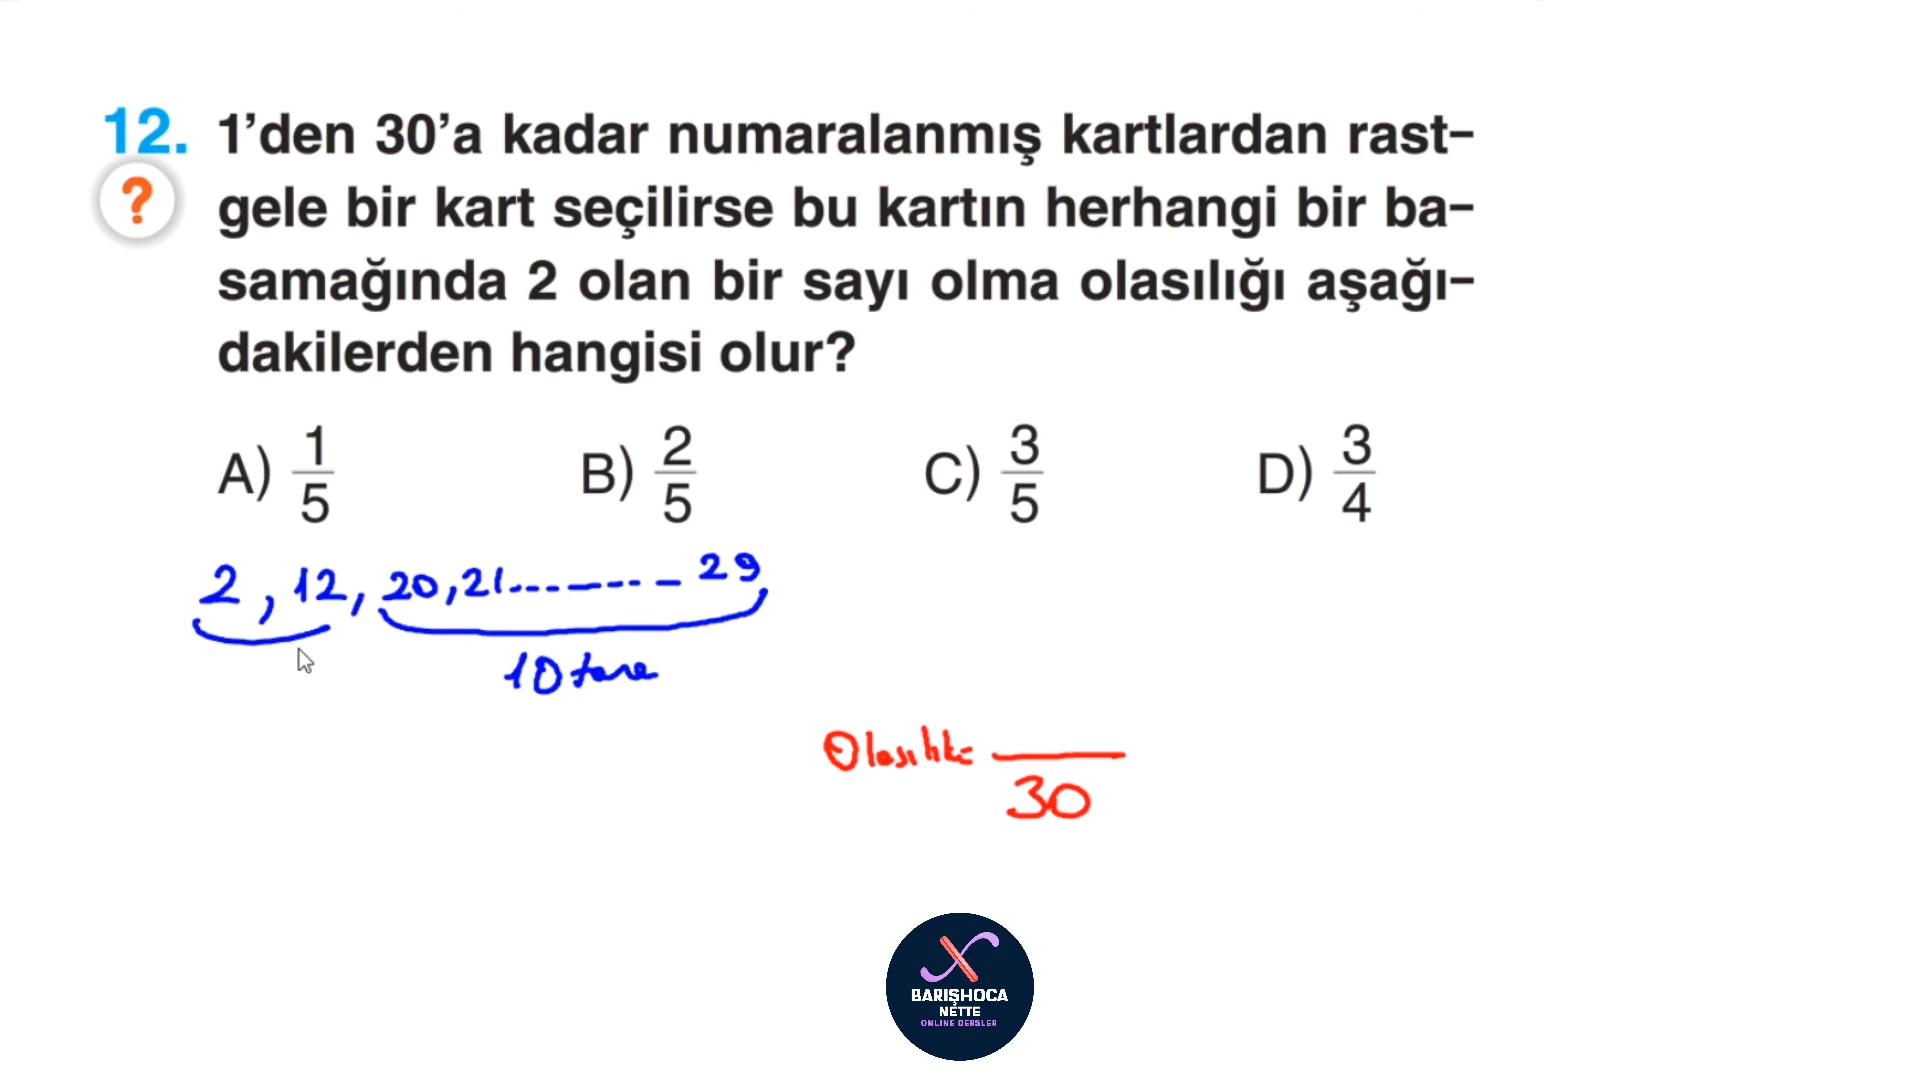 12. 1’den 30’a kadar numaralanmış kartlardan rast-
? gele bir kart seçilirse bu kartın herhangi bir ba-
samağında 2 olan bir sayı olma olasılığı aşağı-
dakilerden hangisi olur?
A) 1/5 B) 2/5 C) 3/5 D) 3/4
2, 12, 20, 21........ 29
10 tane
Olasılık= __/30
BARIŞHOCA
NETTE
ONLINE DERSLER